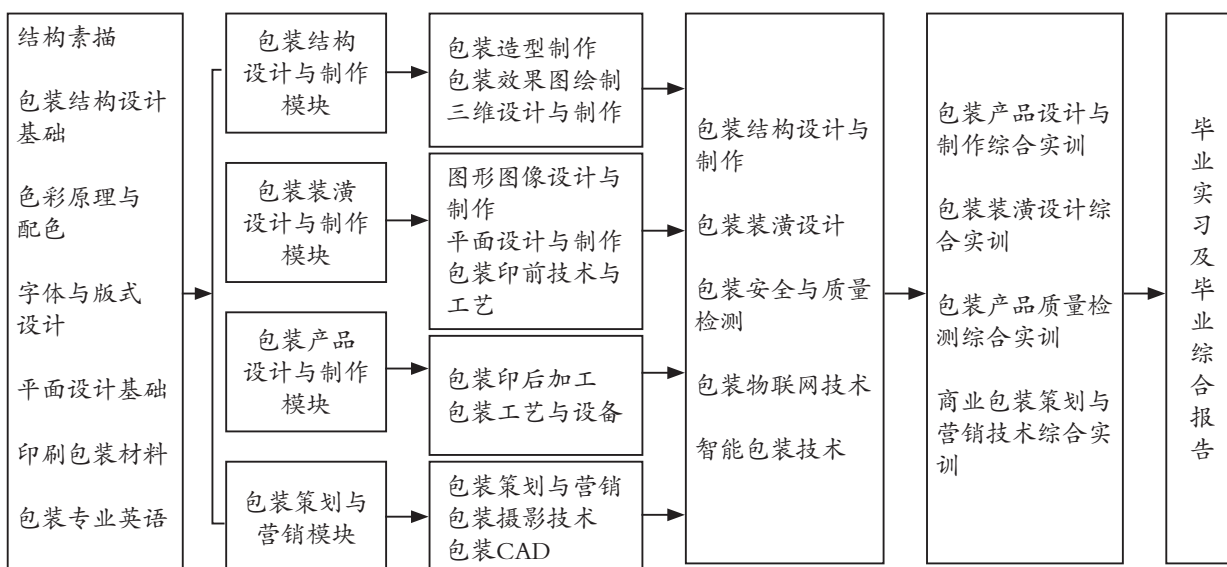 结构素描
包装结构设计
基础
色彩原理与
配色
字体与版式
设计
平面设计基础
印刷包装材料
包装专业英语
包装结构
设计与制作
模块
包装装潢
设计与制作
模块
包装产品
设计与制作
模块
包装策划与
营销模块
包装造型制作
包装效果图绘制
三维设计与制作
图形图像设计与
制作
平面设计与制作
包装印前技术与
工艺
包装印后加工
包装工艺与设备
包装策划与营销
包装摄影技术
包装CAD
包装结构设计与
制作
包装装潢设计
包装安全与质量
检测
包装物联网技术
智能包装技术
包装产品设计与
制作综合实训
包装装潢设计综
合实训
包装产品质量检
测综合实训
商业包装策划与
营销技术综合实
训
毕业实习及毕业综合报告